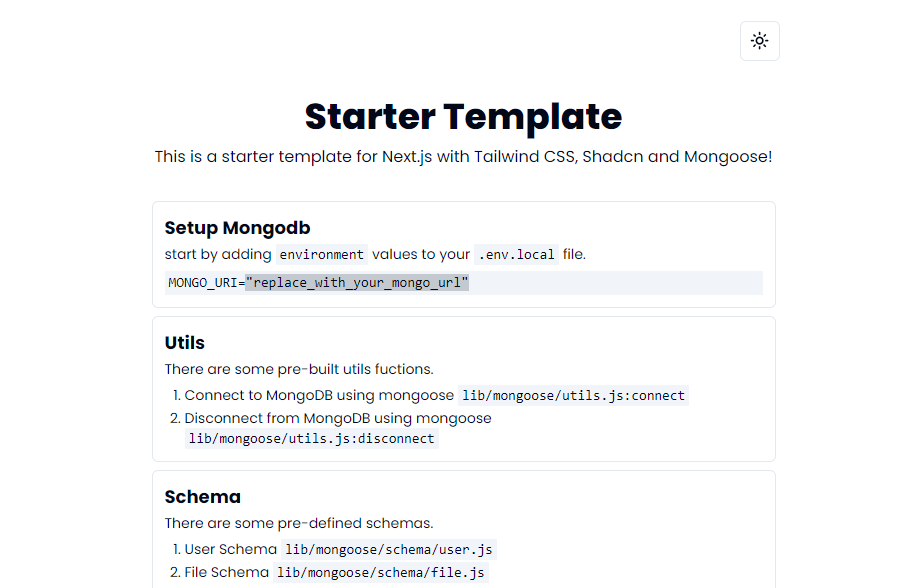 Starter Template
This is a starter template for Next.js with Tailwind CSS, Shadcn and Mongoose!
Setup Mongodb
start by adding environment values to your .env.local file.
MONGO_URI="replace_with_your_mongo_url"
Utils
There are some pre-built utils fuctions.
1. Connect to MongoDB using mongoose lib/mongoose/utils.js:connect
2. Disconnect from MongoDB using mongoose
lib/mongoose/utils.js:disconnect
Schema
There are some pre-defined schemas.
1. User Schema lib/mongoose/schema/user.js
2. File Schema lib/mongoose/schema/file.js